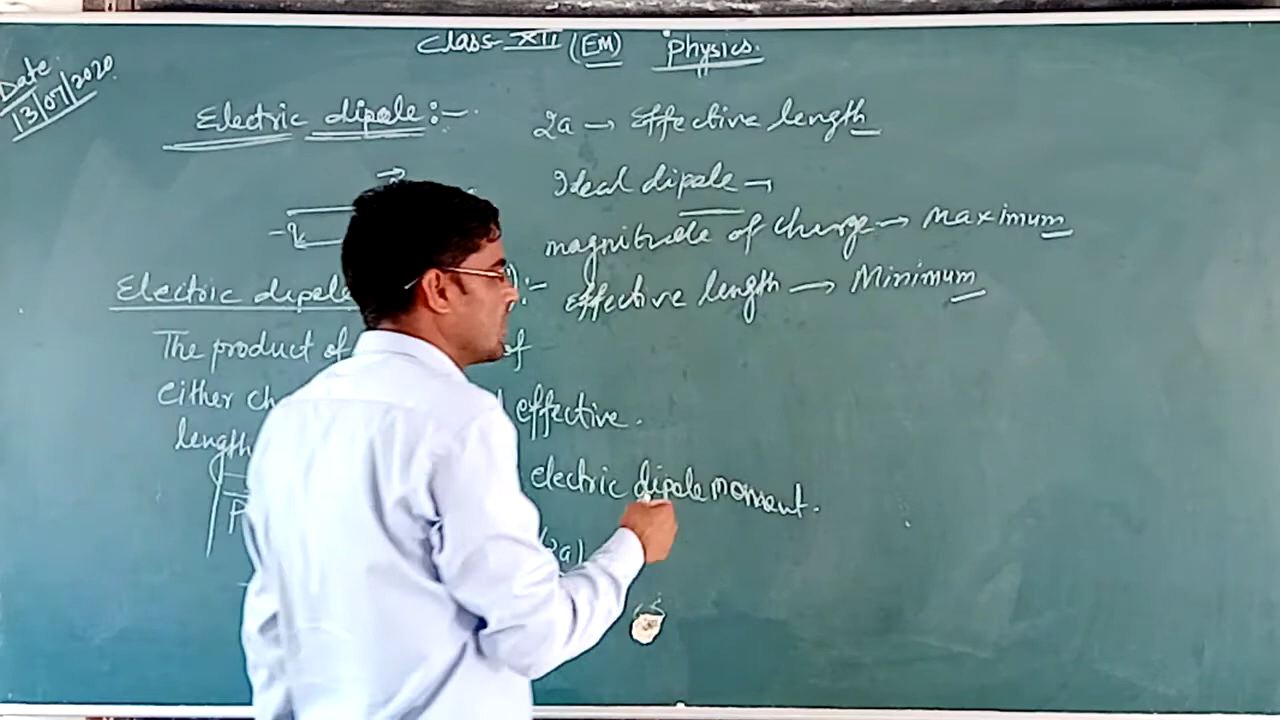 Class-XII (EM) Physics.
Date
13/07/2020
Electric dipole:-
2a → Effective length
Ideal dipole →
magnitude of charge → Maximum
Effective length → Minimum
-q
Electric dipole :-
The product of of
either effective.
length
electric dipole moment.
P
(2a)